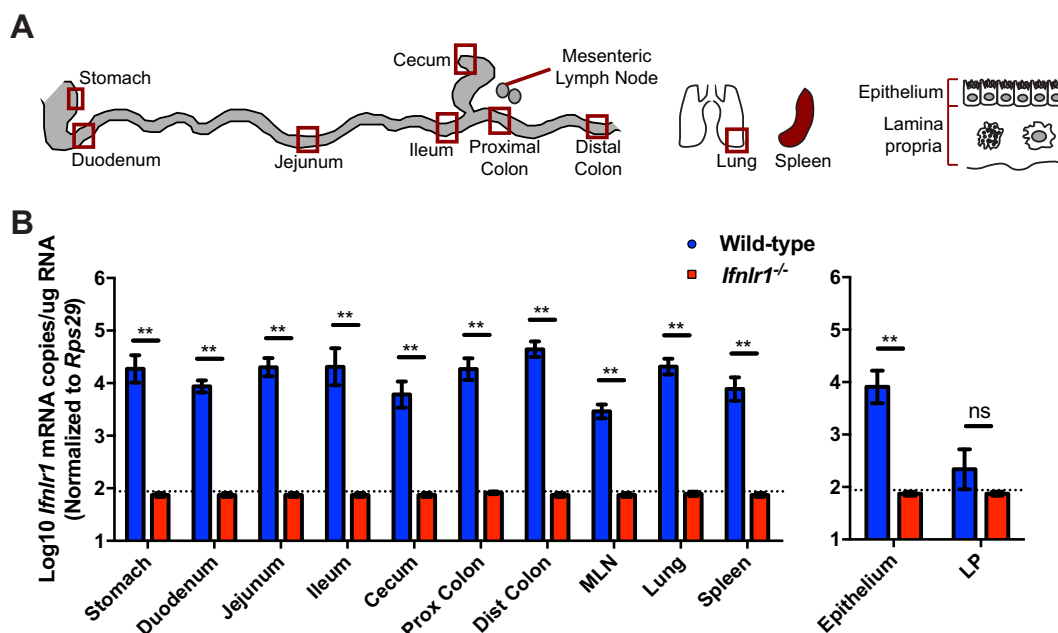 A
Stomach
Duodenum
Jejunum
Ileum
Cecum
Proximal
Colon
Mesenteric
Lymph Node
Distal
Colon
Lung
Spleen
Epithelium
Lamina
propria
B
Wild-type
Ifnlr1-/-
Log10 Ifnlr1 mRNA copies/ug RNA
(Normalized to Rps29)
6
5
4
3
2
1
** ** ** ** ** ** ** ** ** **
Stomach
Duodenum
Jejunum
Ileum
Cecum
Prox Colon
Dist Colon
MLN
Lung
Spleen
6
5
4
3
2
1
**
ns
Epithelium
LP